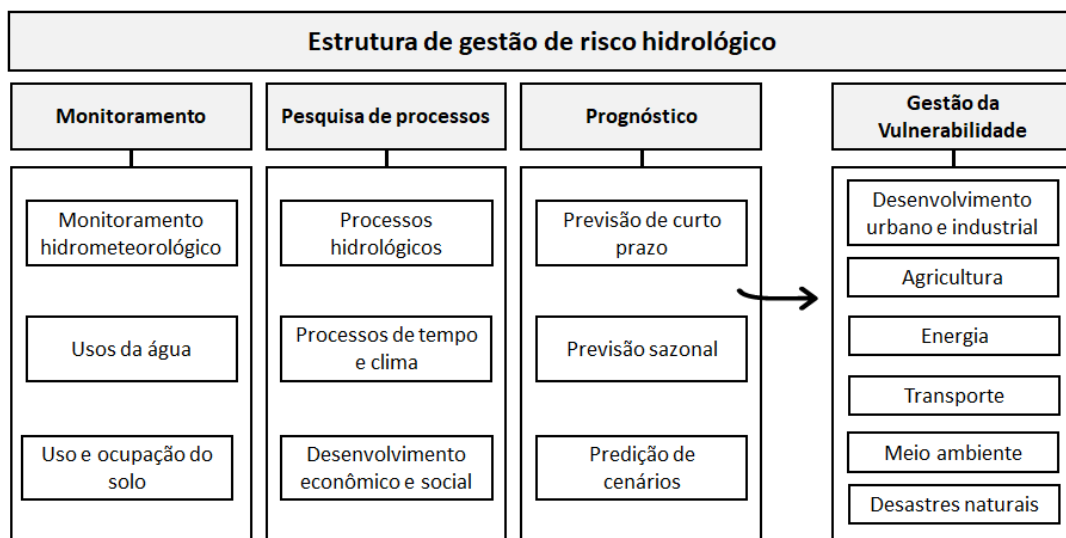 Estrutura de gestão de risco hidrológico
Monitoramento
Monitoramento
hidrometeorológico
Usos da água
Uso e ocupação do
solo
Pesquisa de processos
Processos
hidrológicos
Processos de tempo
e clima
Desenvolvimento
econômico e social
Prognóstico
Previsão de curto
prazo
Previsão sazonal
Predição de
cenários
Gestão da
Vulnerabilidade
Desenvolvimento
urbano e industrial
Agricultura
Energia
Transporte
Meio ambiente
Desastres naturais